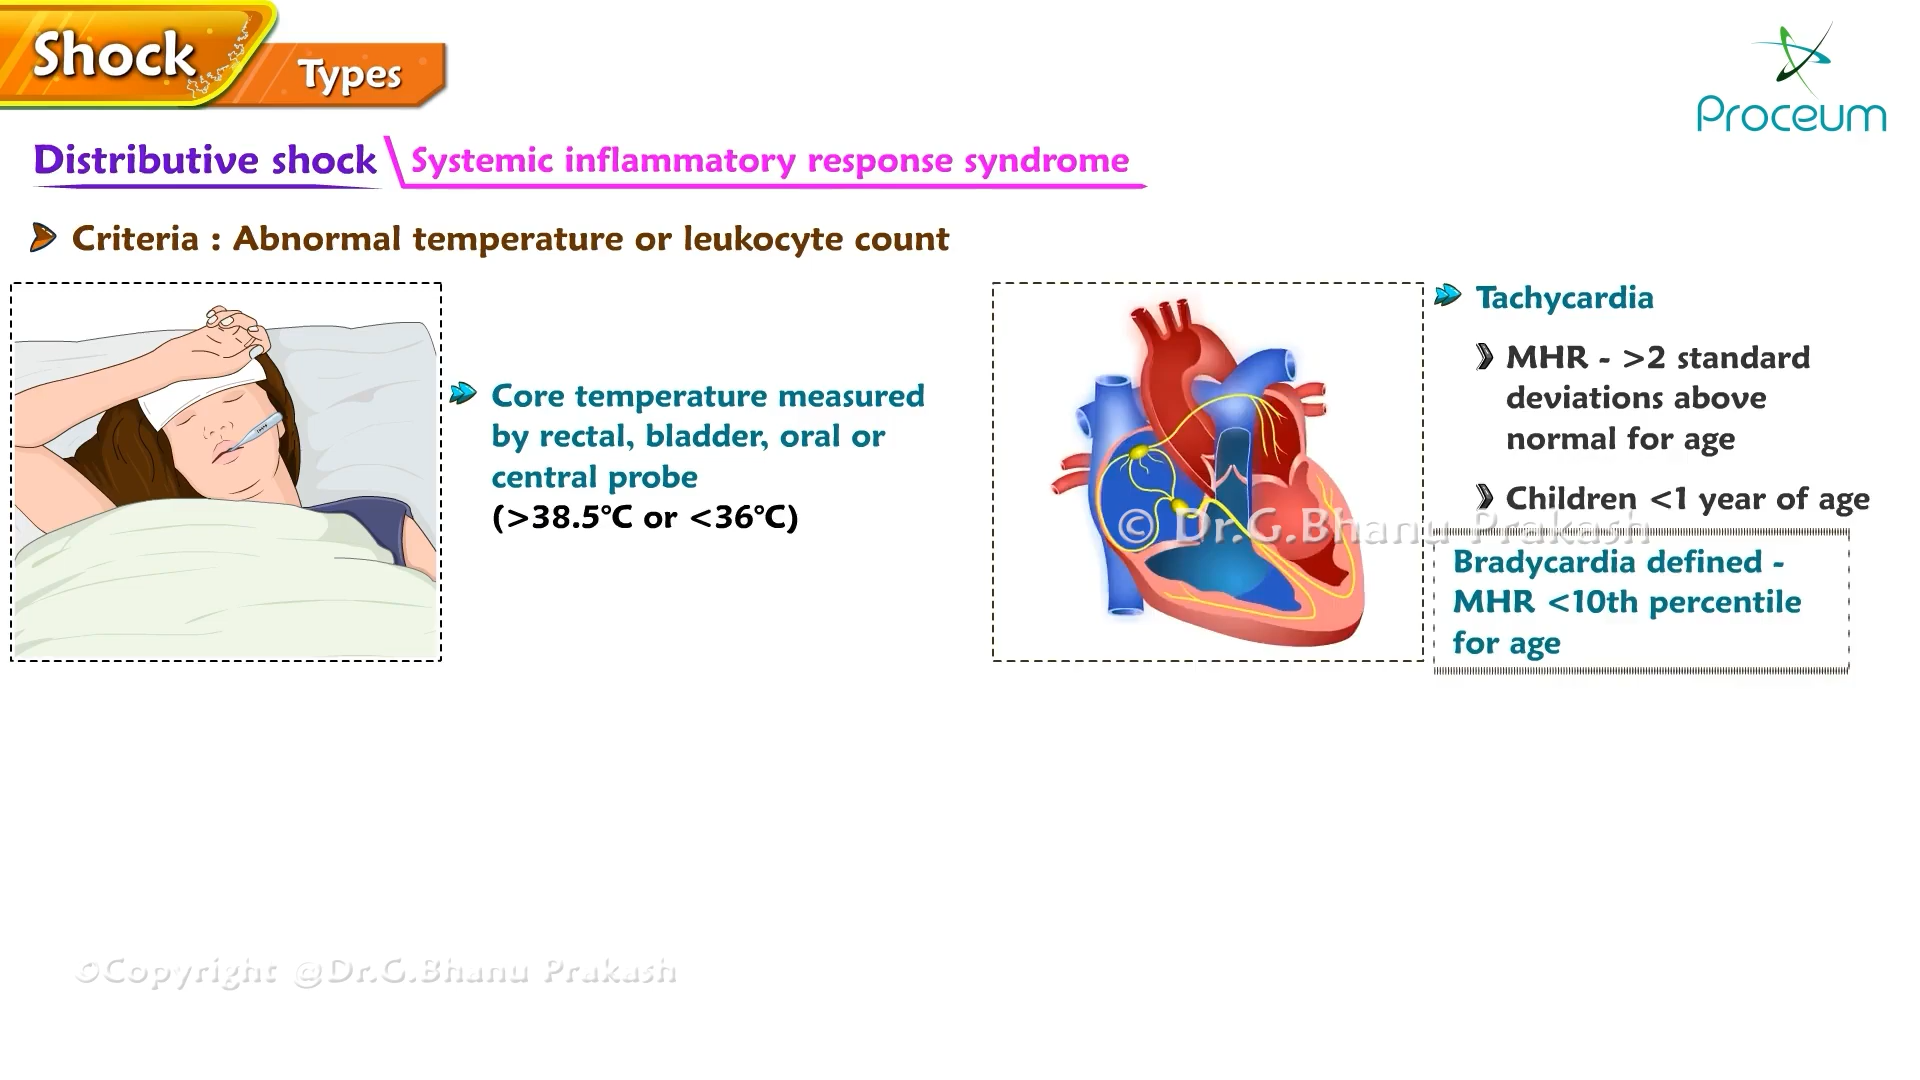 Shock
Types
Proceum
Distributive shock
Systemic inflammatory response syndrome
Criteria : Abnormal temperature or leukocyte count
Core temperature measured
by rectal, bladder, oral or
central probe
(>38.5°C or <36°C)
Tachycardia
MHR - >2 standard
deviations above
normal for age
Children <1 year of age
© Dr.G.Bhanu Prakash
Bradycardia defined -
MHR <10th percentile
for age
©Copyright @Dr.G.Bhanu Prakash